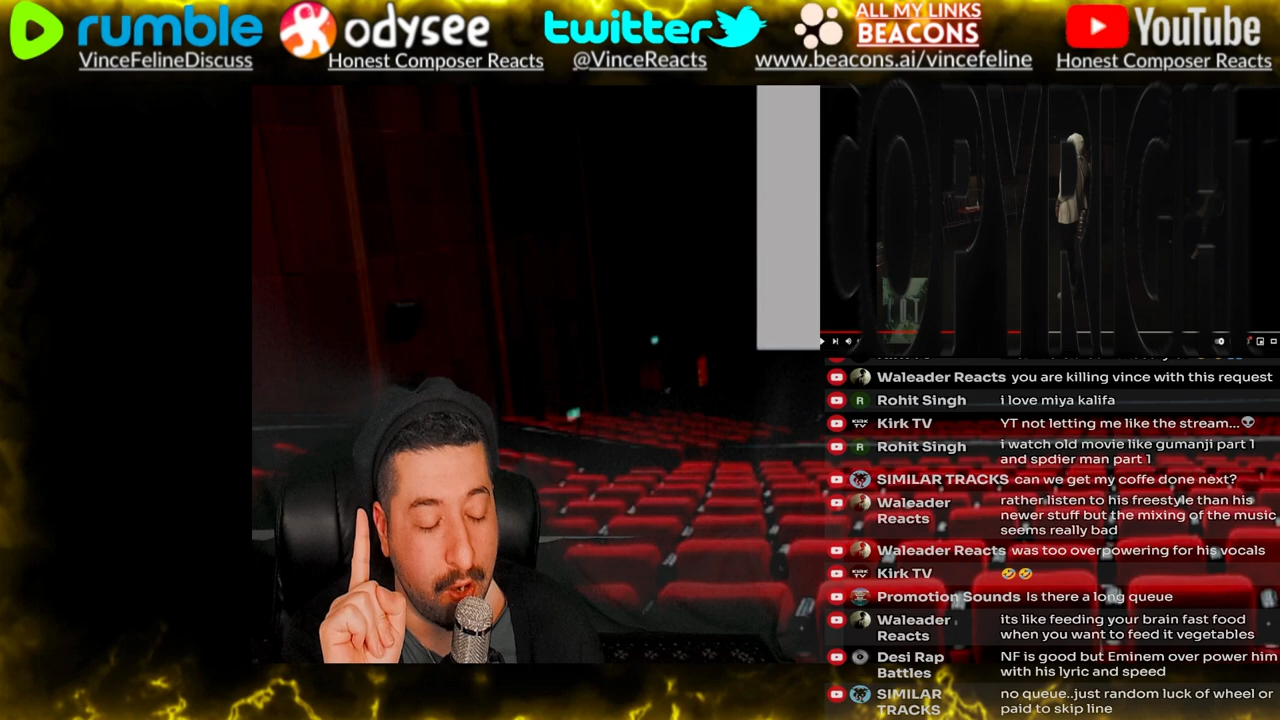 rumble
VinceFelineDiscuss
odysee
Honest Composer Reacts
twitter
@VinceReacts
ALL MY LINKS
BEACONS
www.beacons.ai/vincefeline
YouTube
Honest Composer Reacts
COPYRIGHT
Waleader Reacts you are killing vince with this request
R Rohit Singh i love miya kalifa
KIRK TV Kirk TV YT not letting me like the stream...👽
R Rohit Singh i watch old movie like gumanji part 1
and spdier man part 1
SIMILAR TRACKS can we get my coffe done next?
Waleader Reacts rather listen to his freestyle than his
newer stuff but the mixing of the music
seems really bad
Waleader Reacts was too overpowering for his vocals
KIRK TV Kirk TV 🤣🤣
Promotion Sounds Is there a long queue
Waleader Reacts its like feeding your brain fast food
when you want to feed it vegetables
Desi Rap Battles NF is good but Eminem over power him
with his lyric and speed
SIMILAR TRACKS no queue..just random luck of wheel or
paid to skip line